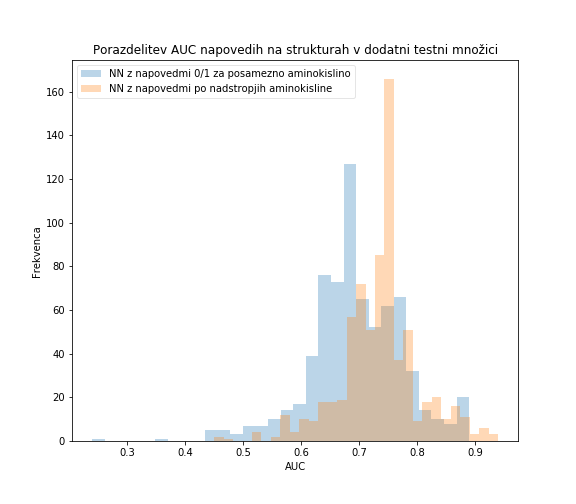 Porazdelitev AUC napovedih na strukturah v dodatni testni množici
NN z napovedmi 0/1 za posamezno aminokislino
NN z napovedmi po nadstropjih aminokisline
Frekvenca
160
140
120
100
80
60
40
20
0
0.3 0.4 0.5 0.6 0.7 0.8 0.9
AUC